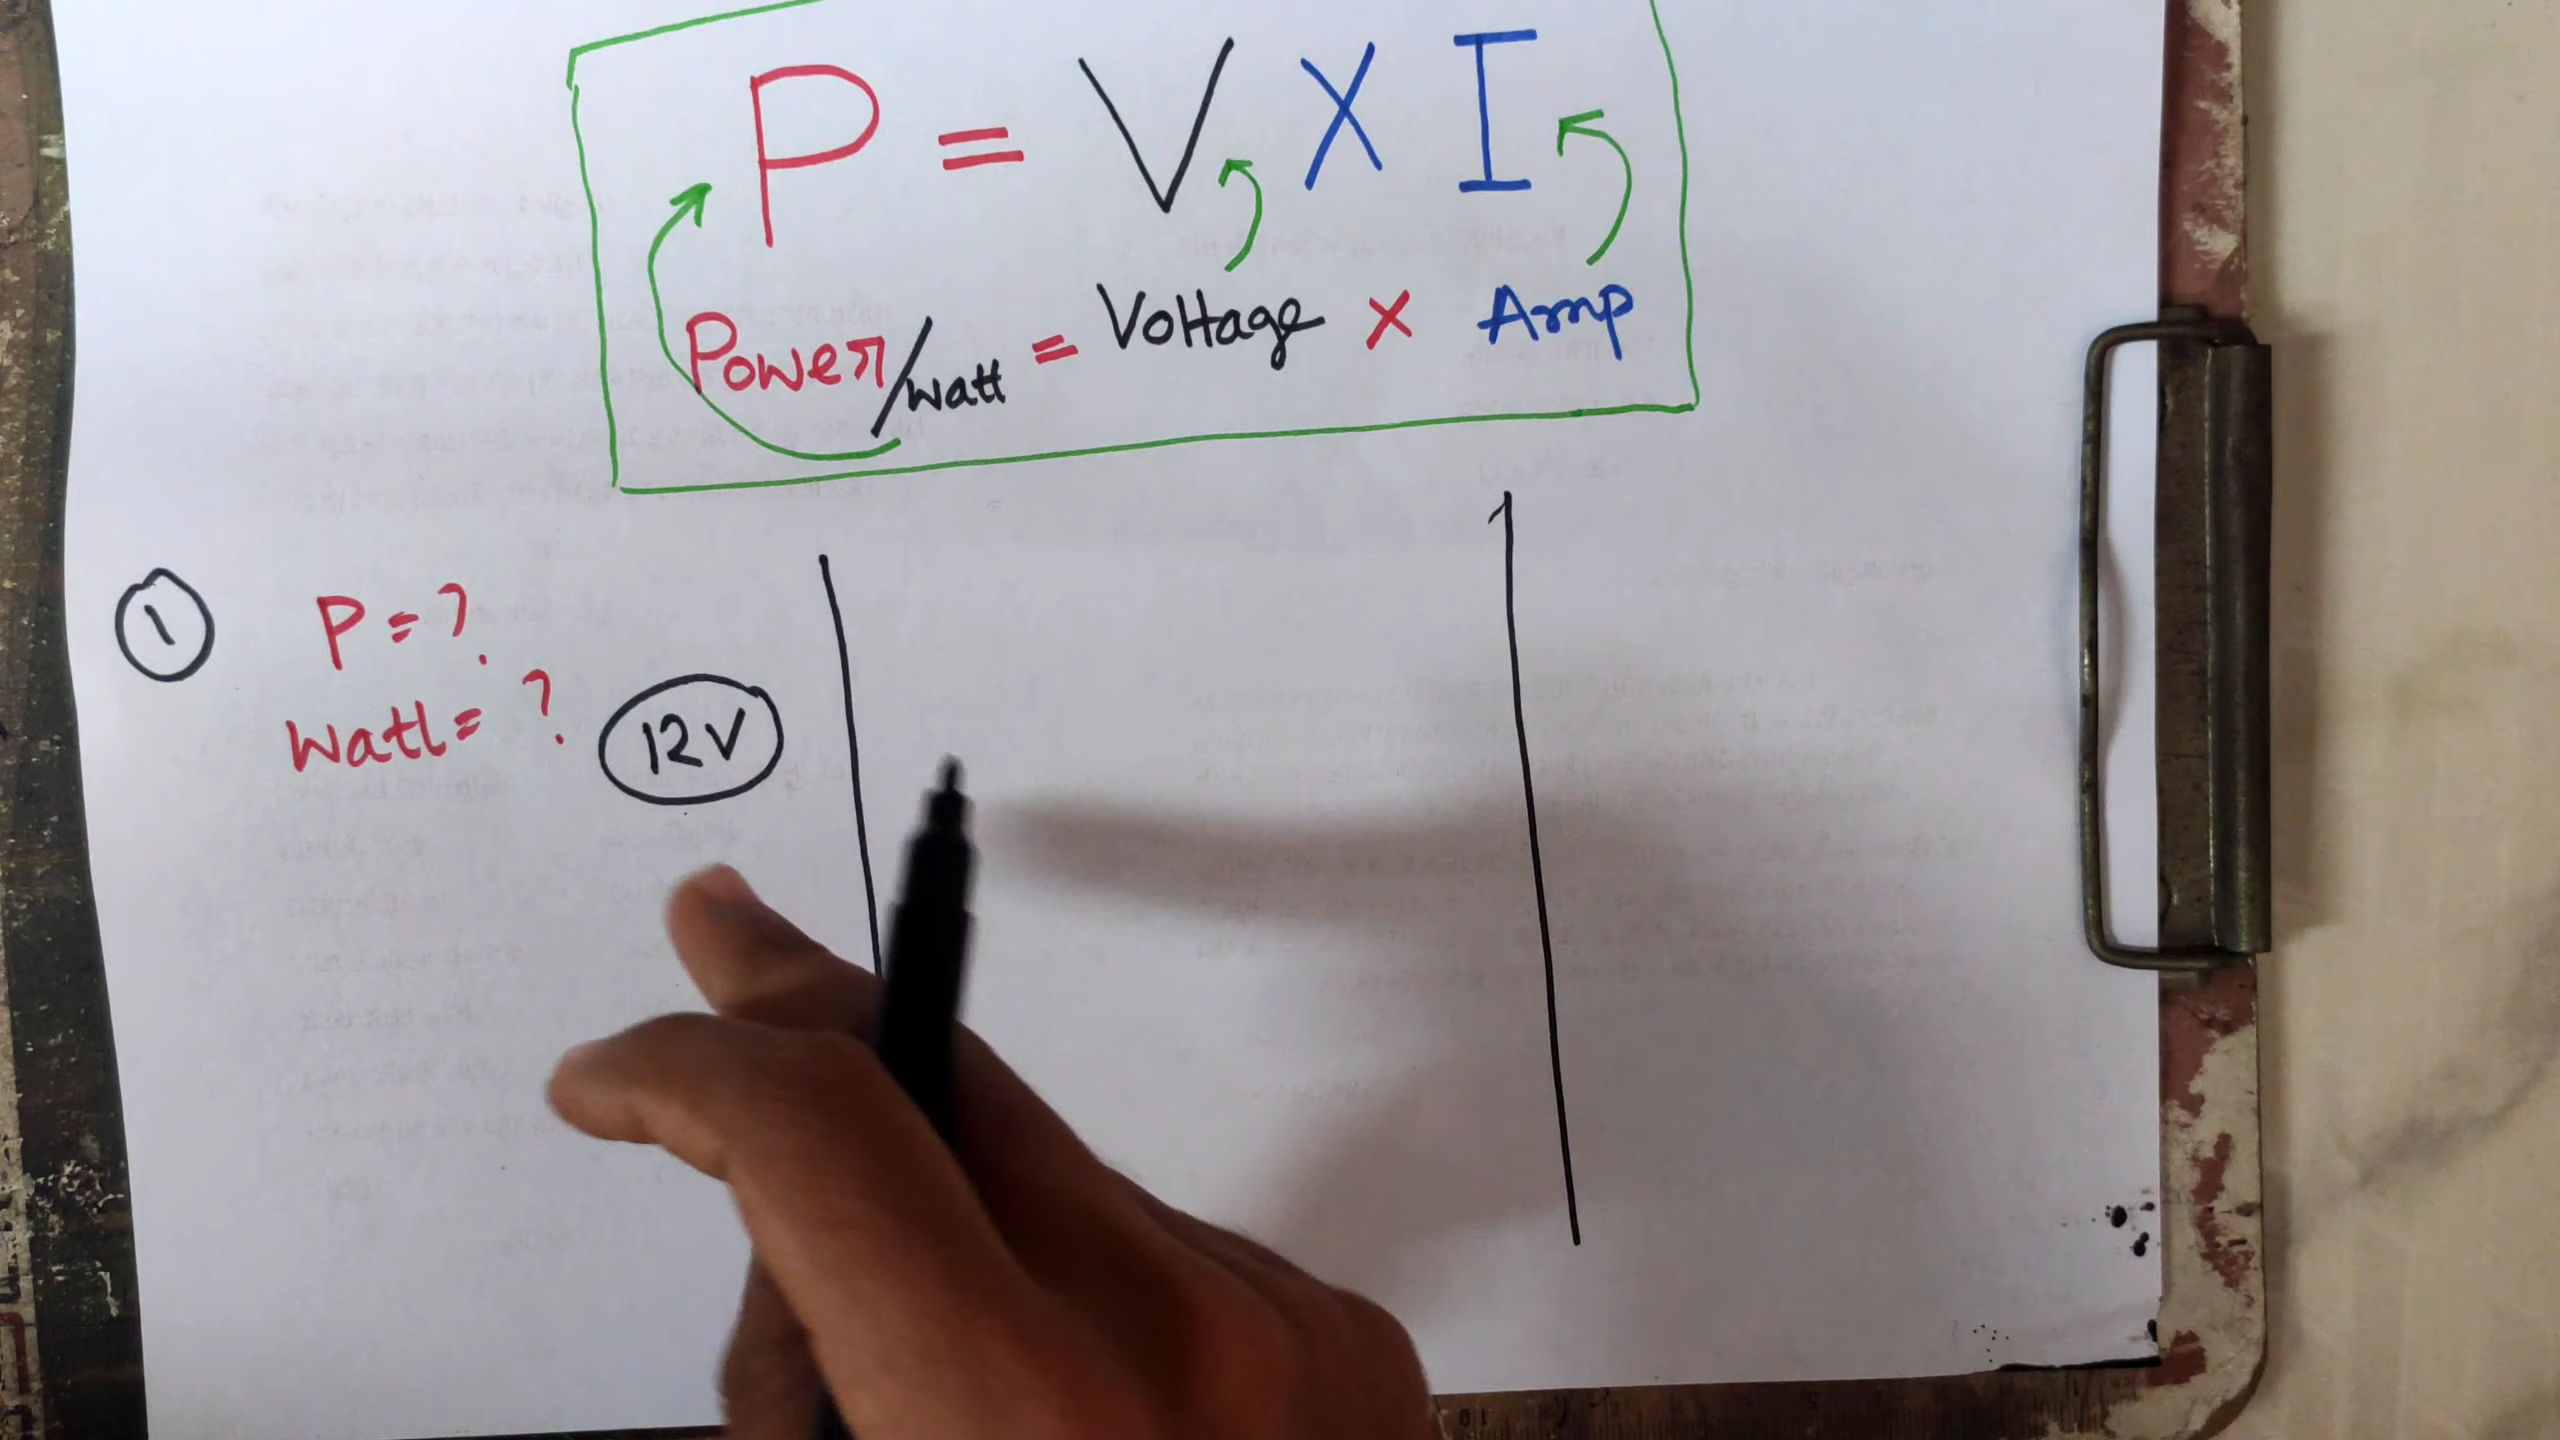 P = V X I
Power/watt = Voltage X Amp
1 P = ?
Watt = ? 12V